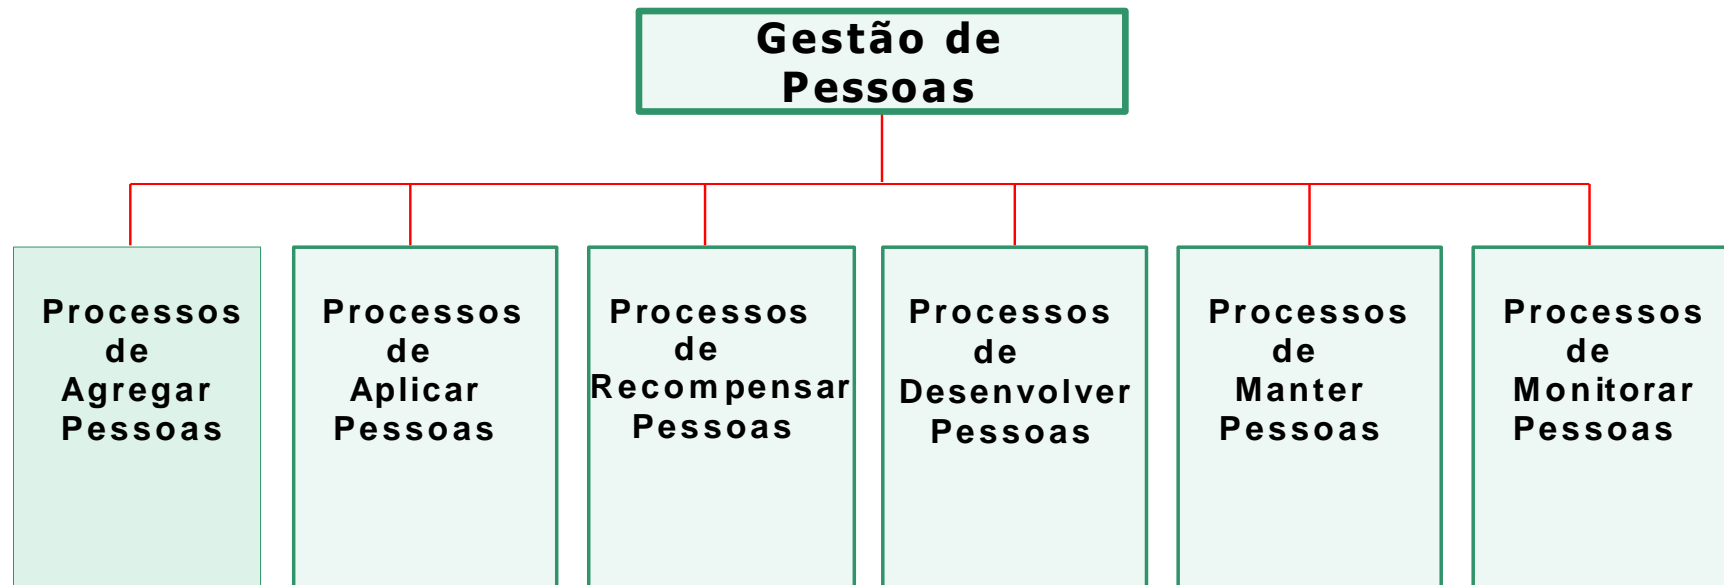 Gestão de
Pessoas
Processos
de
Agregar
Pessoas
Processos
de
Aplicar
Pessoas
Processos
de
Recompensar
Pessoas
Processos
de
Desenvolver
Pessoas
Processos
de
Manter
Pessoas
Processos
de
Monitorar
Pessoas